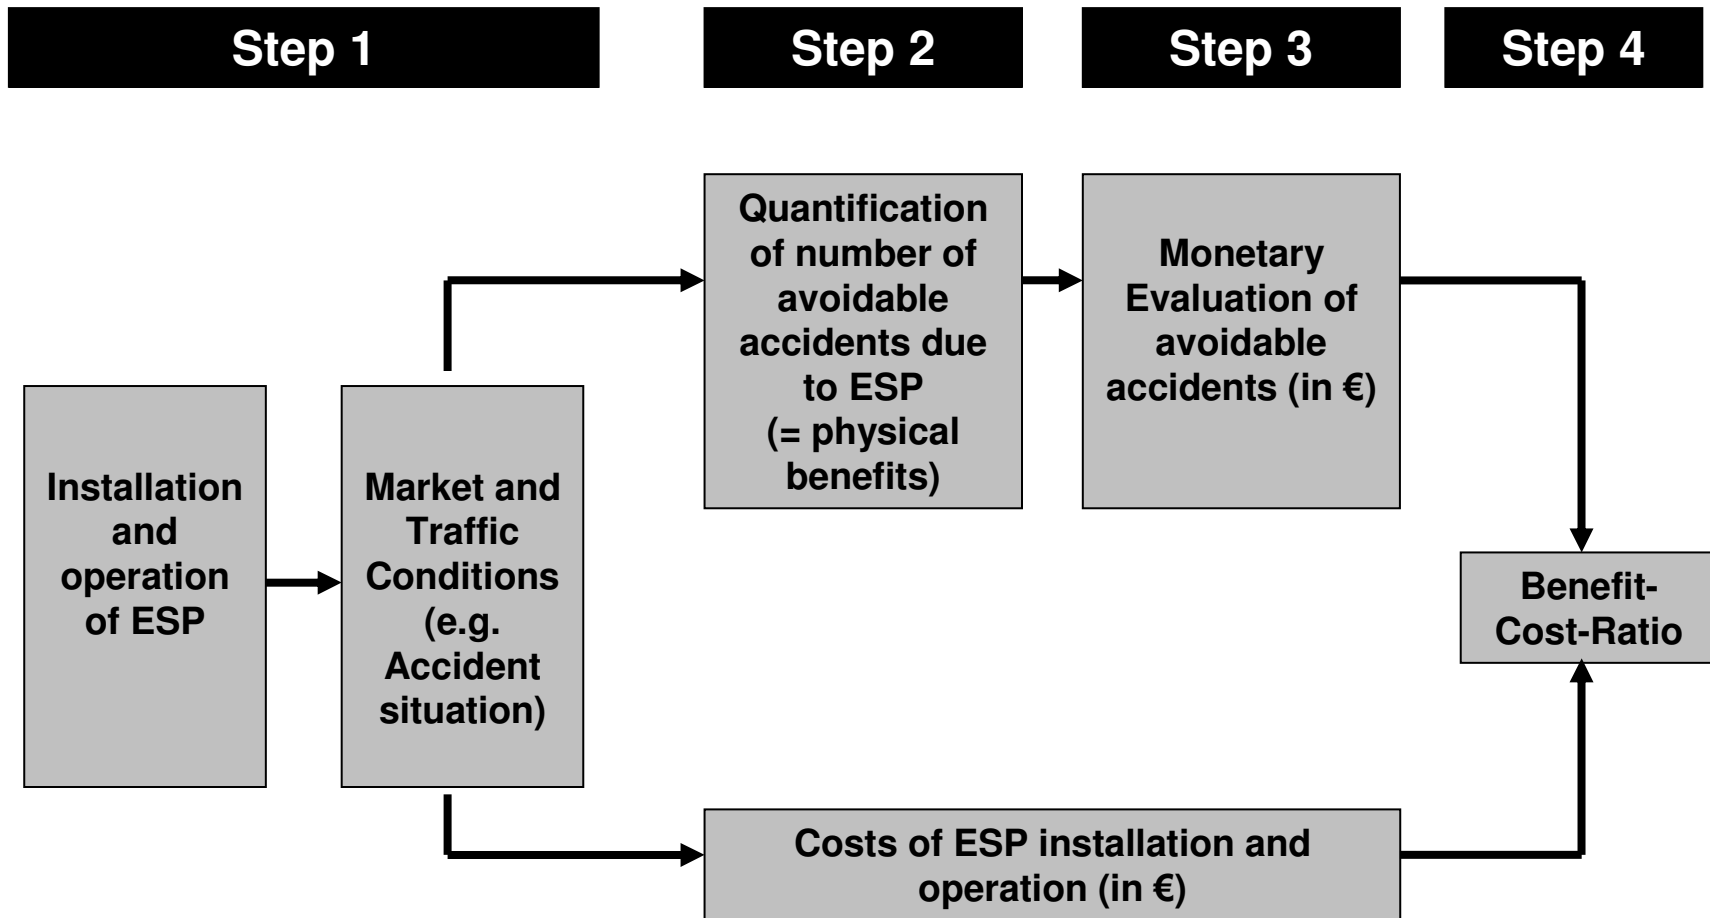 Step 1
Step 2
Step 3
Step 4
Installation
and
operation
of ESP
Market and
Traffic
Conditions
(e.g.
Accident
situation)
Quantification
of number of
avoidable
accidents due
to ESP
(= physical
benefits)
Monetary
Evaluation of
avoidable
accidents (in €)
Benefit-
Cost-Ratio
Costs of ESP installation and
operation (in €)